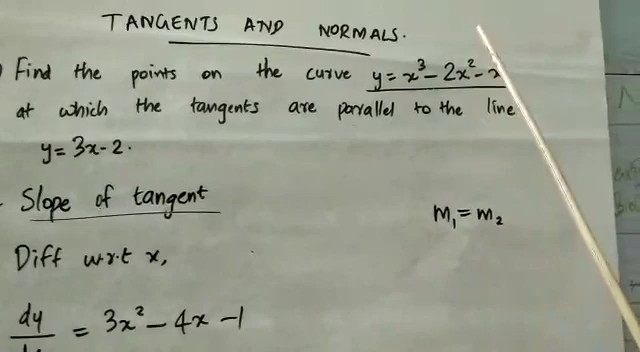 TANGENTS AND NORMALS.
) Find the points on the curve y = x³ - 2x² - x
at which the tangents are parallel to the line
y = 3x - 2.
Slope of tangent
m₁ = m₂
Diff w.r.t x,
dy
= 3x² - 4x - 1